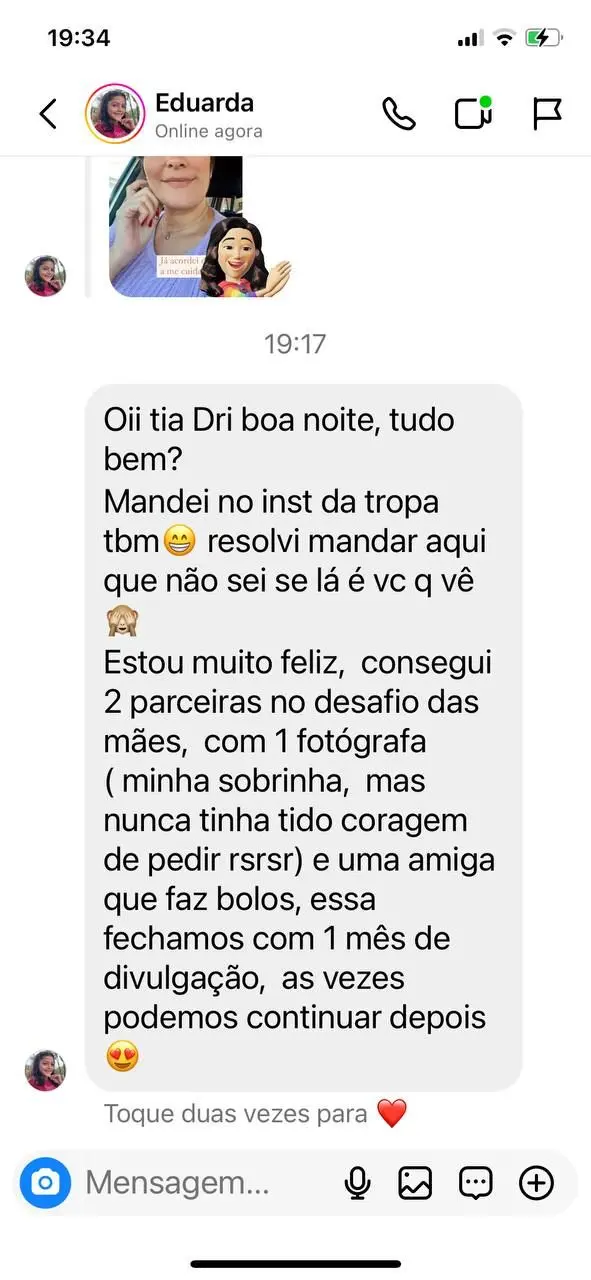 19:34
Eduarda
Online agora
Já acordei
a me cuida
19:17
Oii tia Dri boa noite, tudo
bem?
Mandei no inst da tropa
tbm😁 resolvi mandar aqui
que não sei se lá é vc q vê
🙈
Estou muito feliz,  consegui
2 parceiras no desafio das
mães,  com 1 fotógrafa
( minha sobrinha,  mas
nunca tinha tido coragem
de pedir rsrsr) e uma amiga
que faz bolos, essa
fechamos com 1 mês de
divulgação,  as vezes
podemos continuar depois
😍
Toque duas vezes para ❤️
Mensagem...